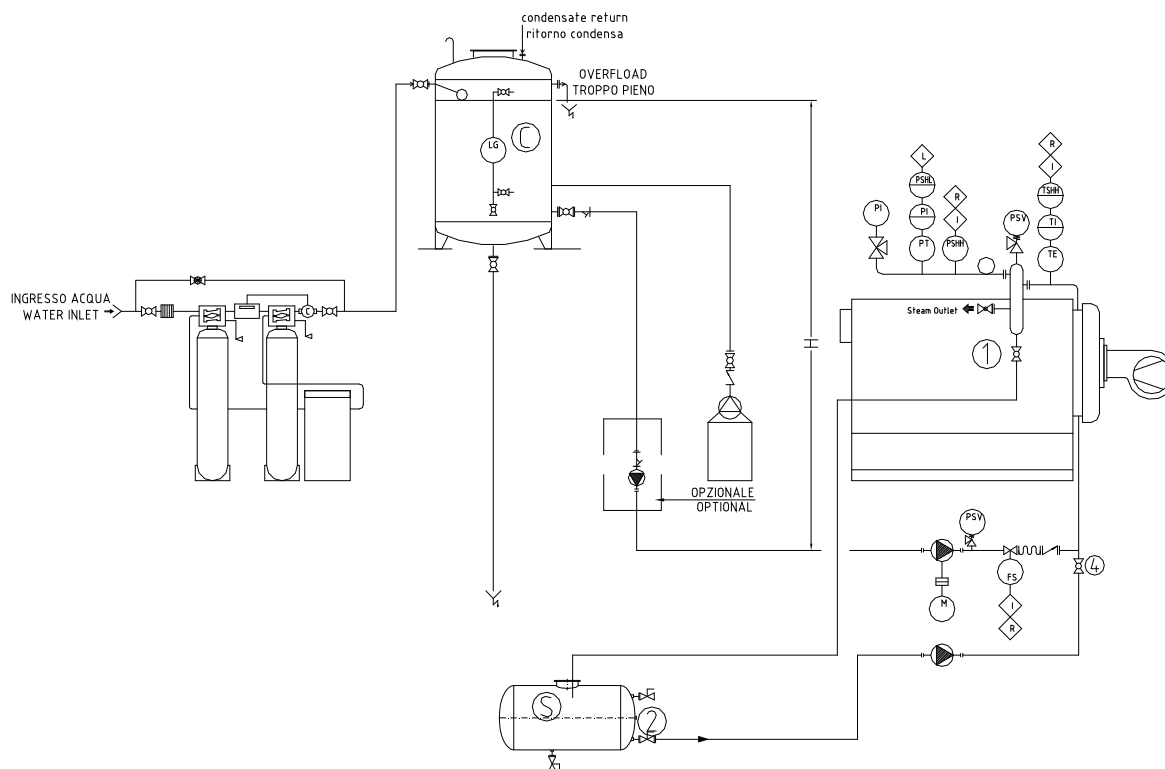 condensate return
ritorno condensa
OVERFLOAD
TROPPO PIENO
C
LG
INGRESSO ACQUA
WATER INLET
C
H
R
I
L
PSHL
TSHH
R
I
PI
PI
TI
PSV
PT
PSHH
TE
Steam Outlet
1
OPZIONALE
OPTIONAL
PSV
FS
4
M
I
R
S
2